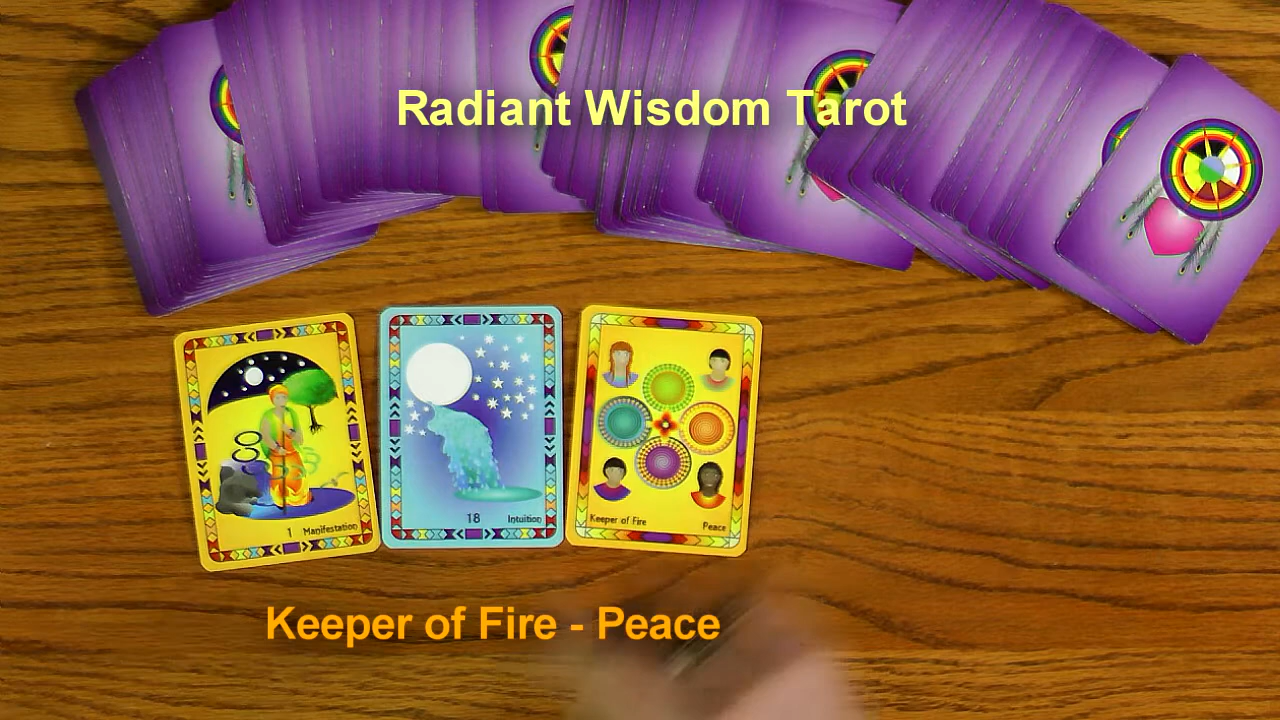 Radiant Wisdom Tarot
1 Manifestation
18 Intuition
Keeper of Fire Peace
Keeper of Fire - Peace